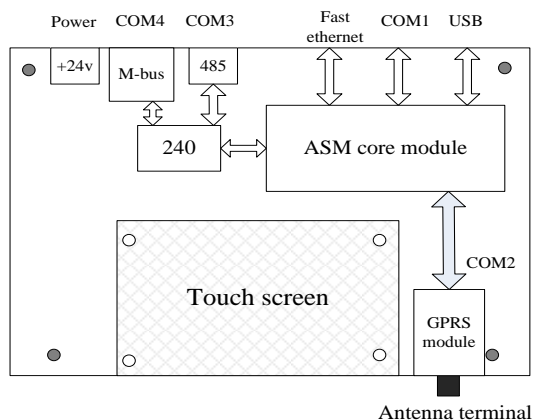 Power COM4 COM3 Fast ethernet COM1 USB
+24v M-bus 485
240 ASM core module
COM2
Touch screen
GPRS module
Antenna terminal